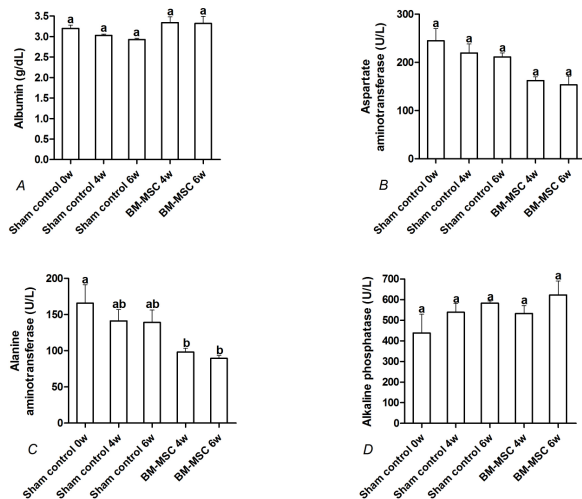 Albumin (g/dL)
3.5
3.0
2.5
2.0
1.5
1.0
0.5
0.0
a
a
a
a
a
Sham control 0w
Sham control 4w
Sham control 6w
BM-MSC 4w
BM-MSC 6w
A
Aspartate
aminotransferase (U/L)
300
200
100
0
a
a
a
a
a
Sham control 0w
Sham control 4w
Sham control 6w
BM-MSC 4w
BM-MSC 6w
B
Alanine
aminotransferase (U/L)
200
150
100
50
0
a
ab
ab
b
b
Sham control 0w
Sham control 4w
Sham control 6w
BM-MSC 4w
BM-MSC 6w
C
Alkaline phosphatase (U/L)
700
600
500
400
300
200
100
0
a
a
a
a
a
Sham control 0w
Sham control 4w
Sham control 6w
BM-MSC 4w
BM-MSC 6w
D